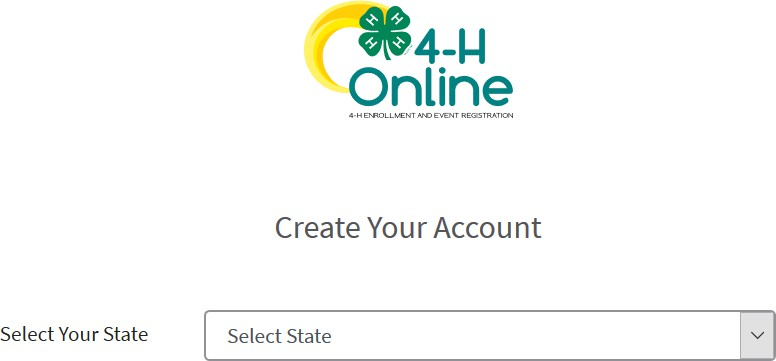 H H H H
4-H
Online
4-H ENROLLMENT AND EVENT REGISTRATION
Create Your Account
Select Your State
Select State